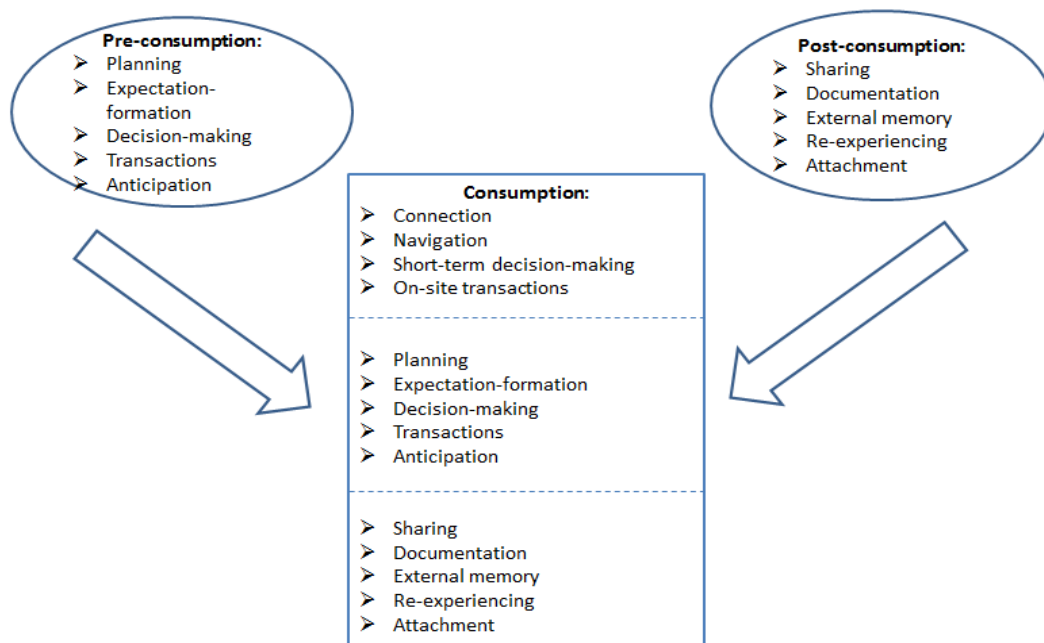 Pre-consumption:
➢ Planning
➢ Expectation-
formation
➢ Decision-making
➢ Transactions
➢ Anticipation
Post-consumption:
➢ Sharing
➢ Documentation
➢ External memory
➢ Re-experiencing
➢ Attachment
Consumption:
➢ Connection
➢ Navigation
➢ Short-term decision-making
➢ On-site transactions
➢ Planning
➢ Expectation-formation
➢ Decision-making
➢ Transactions
➢ Anticipation
➢ Sharing
➢ Documentation
➢ External memory
➢ Re-experiencing
➢ Attachment